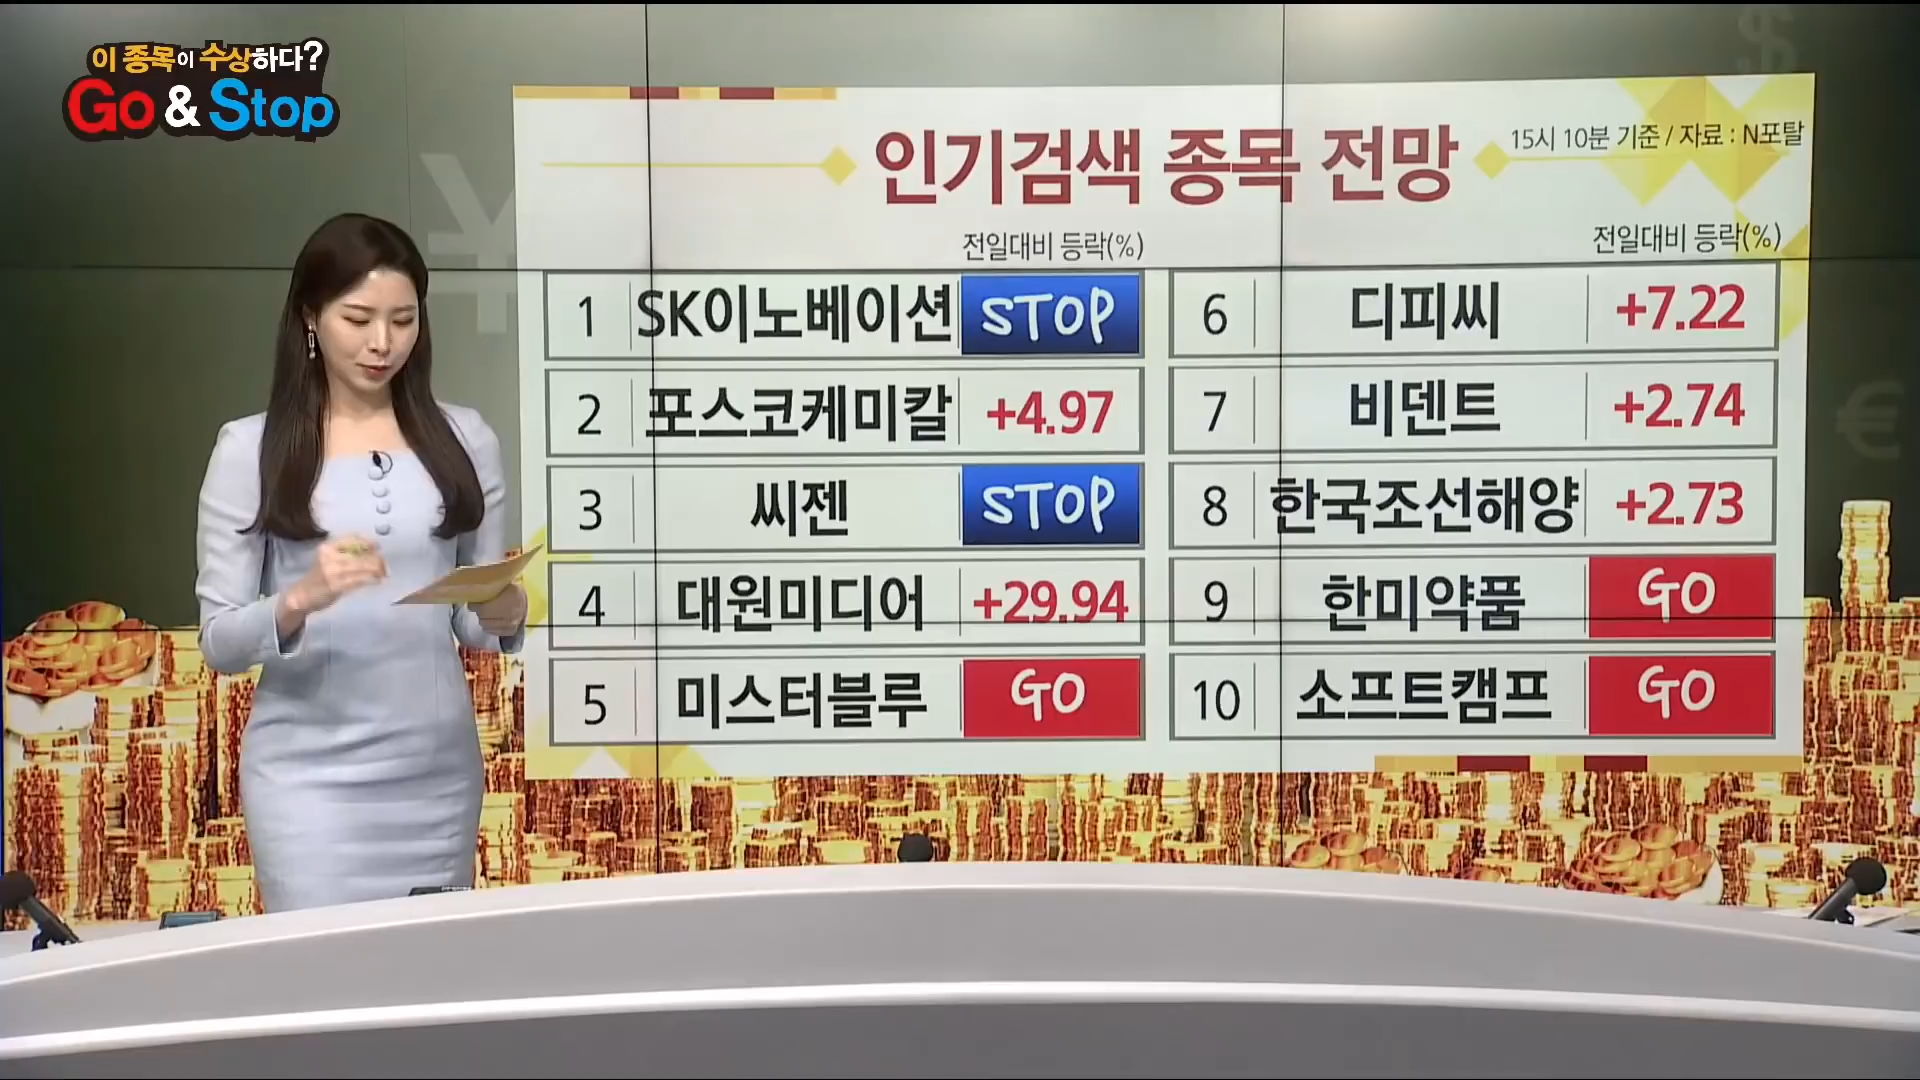 이 종목이 수상하다?
Go & Stop
인기검색 종목 전망
15시 10분 기준 / 자료 : N포탈
전일대비 등락(%)
1 SK이노베이션 STOP
2 포스코케미칼 +4.97
3 씨젠 STOP
4 대원미디어 +29.94
5 미스터블루 GO
전일대비 등락(%)
6 디피씨 +7.22
7 비덴트 +2.74
8 한국조선해양 +2.73
9 한미약품 GO
10 소프트캠프 GO